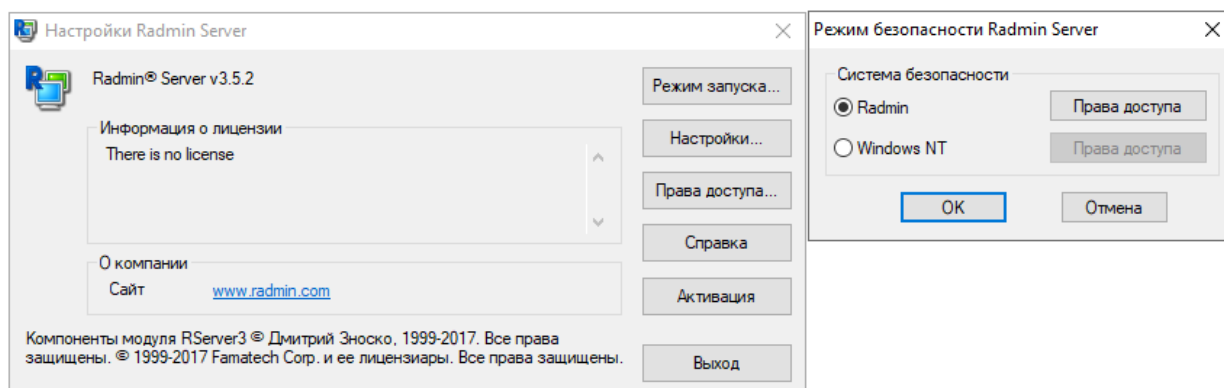 Настройки Radmin Server
Radmin® Server v3.5.2
Информация о лицензии
There is no license
О компании
Сайт www.radmin.com
Компоненты модуля RServer3 © Дмитрий Зноско, 1999-2017. Все права
защищены. © 1999-2017 Famatech Corp. и ее лицензиары. Все права защищены.
Режим запуска...
Настройки...
Права доступа...
Справка
Активация
Выход
Режим безопасности Radmin Server
Система безопасности
Radmin Права доступа
Windows NT Права доступа
OK Отмена